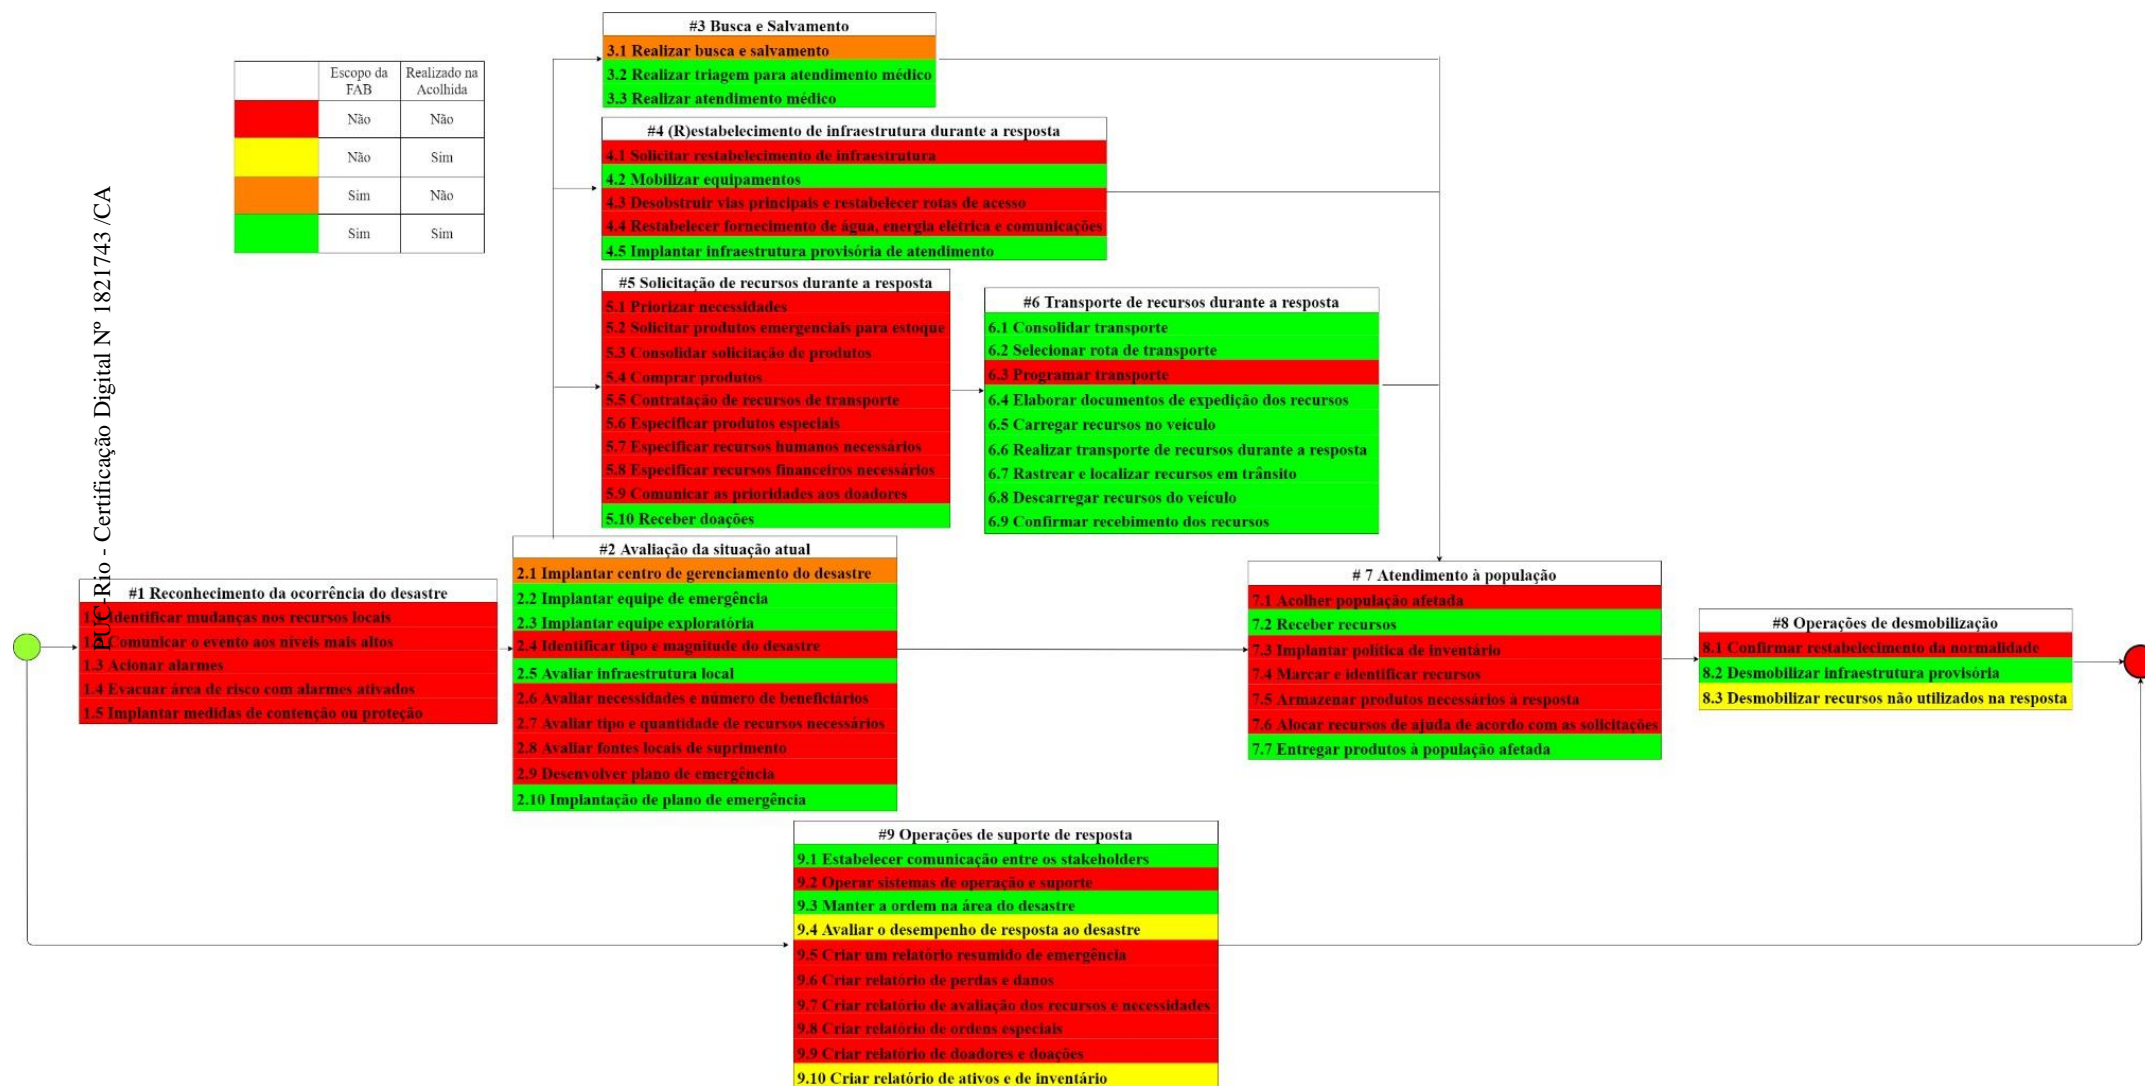 #3 Busca e Salvamento
3.1 Realizar busca e salvamento
3.2 Realizar triagem para atendimento médico
3.3 Realizar atendimento médico
Escopo da FAB
Realizado na Acolhida
Não
Não
Não
Sim
Sim
Não
Sim
Sim
PUC-Rio - Certificação Digital Nº 1821743 /CA
#4 (R)estabelecimento de infraestrutura durante a resposta
4.1 Solicitar restabelecimento de infraestrutura
4.2 Mobilizar equipamentos
4.3 Desobstruir vias principais e restabelecer rotas de acesso
4.4 Restabelecer fornecimento de água, energia elétrica e comunicações
4.5 Implantar infraestrutura provisória de atendimento
#5 Solicitação de recursos durante a resposta
5.1 Priorizar necessidades
5.2 Solicitar produtos emergenciais para estoque
5.3 Consolidar solicitação de produtos
5.4 Comprar produtos
5.5 Contratação de recursos de transporte
5.6 Especificar produtos especiais
5.7 Especificar recursos humanos necessários
5.8 Especificar recursos financeiros necessários
5.9 Comunicar as prioridades aos doadores
5.10 Receber doações
#6 Transporte de recursos durante a resposta
6.1 Consolidar transporte
6.2 Selecionar rota de transporte
6.3 Programar transporte
6.4 Elaborar documentos de expedição dos recursos
6.5 Carregar recursos no veículo
6.6 Realizar transporte de recursos durante a resposta
6.7 Rastrear e localizar recursos em trânsito
6.8 Descarregar recursos do veículo
6.9 Confirmar recebimento dos recursos
#1 Reconhecimento da ocorrência do desastre
Identificar mudanças nos recursos locais
Comunicar o evento aos níveis mais altos
1.3 Acionar alarmes
1.4 Evacuar área de risco com alarmes ativados
1.5 Implantar medidas de contenção ou proteção
#2 Avaliação da situação atual
2.1 Implantar centro de gerenciamento do desastre
2.2 Implantar equipe de emergência
2.3 Implantar equipe exploratória
2.4 Identificar tipo e magnitude do desastre
2.5 Avaliar infraestrutura local
2.6 Avaliar necessidades e número de beneficiários
2.7 Avaliar tipo e quantidade de recursos necessários
2.8 Avaliar fontes locais de suprimento
2.9 Desenvolver plano de emergência
2.10 Implantação de plano de emergência
# 7 Atendimento à população
7.1 Acolher população afetada
7.2 Receber recursos
7.3 Implantar política de inventário
7.4 Marcar e identificar recursos
7.5 Armazenar produtos necessários à resposta
7.6 Alocar recursos de ajuda de acordo com as solicitações
7.7 Entregar produtos à população afetada
#8 Operações de desmobilização
8.1 Confirmar restabelecimento da normalidade
8.2 Desmobilizar infraestrutura provisória
8.3 Desmobilizar recursos não utilizados na resposta
#9 Operações de suporte de resposta
9.1 Estabelecer comunicação entre os stakeholders
9.2 Operar sistemas de operação e suporte
9.3 Manter a ordem na área do desastre
9.4 Avaliar o desempenho de resposta ao desastre
9.5 Criar um relatório resumido de emergência
9.6 Criar relatório de perdas e danos
9.7 Criar relatório de avaliação dos recursos e necessidades
9.8 Criar relatório de ordens especiais
9.9 Criar relatório de doadores e doações
9.10 Criar relatório de ativos e de inventário